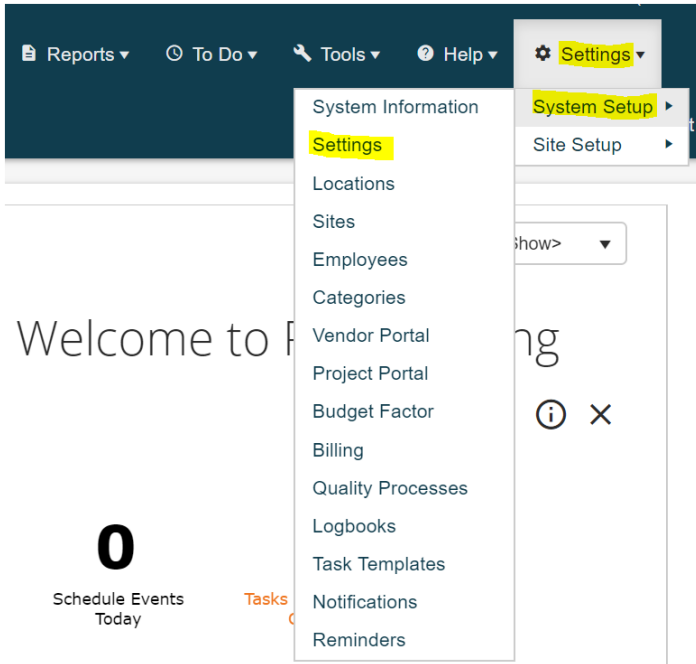 Reports
To Do
Tools
Help
Settings
System Setup
Site Setup
System Information
Settings
Locations
Sites
Employees
Categories
Vendor Portal
Project Portal
Budget Factor
Billing
Quality Processes
Logbooks
Task Templates
Notifications
Reminders
Welcome to
0
Schedule Events
Today
Tasks